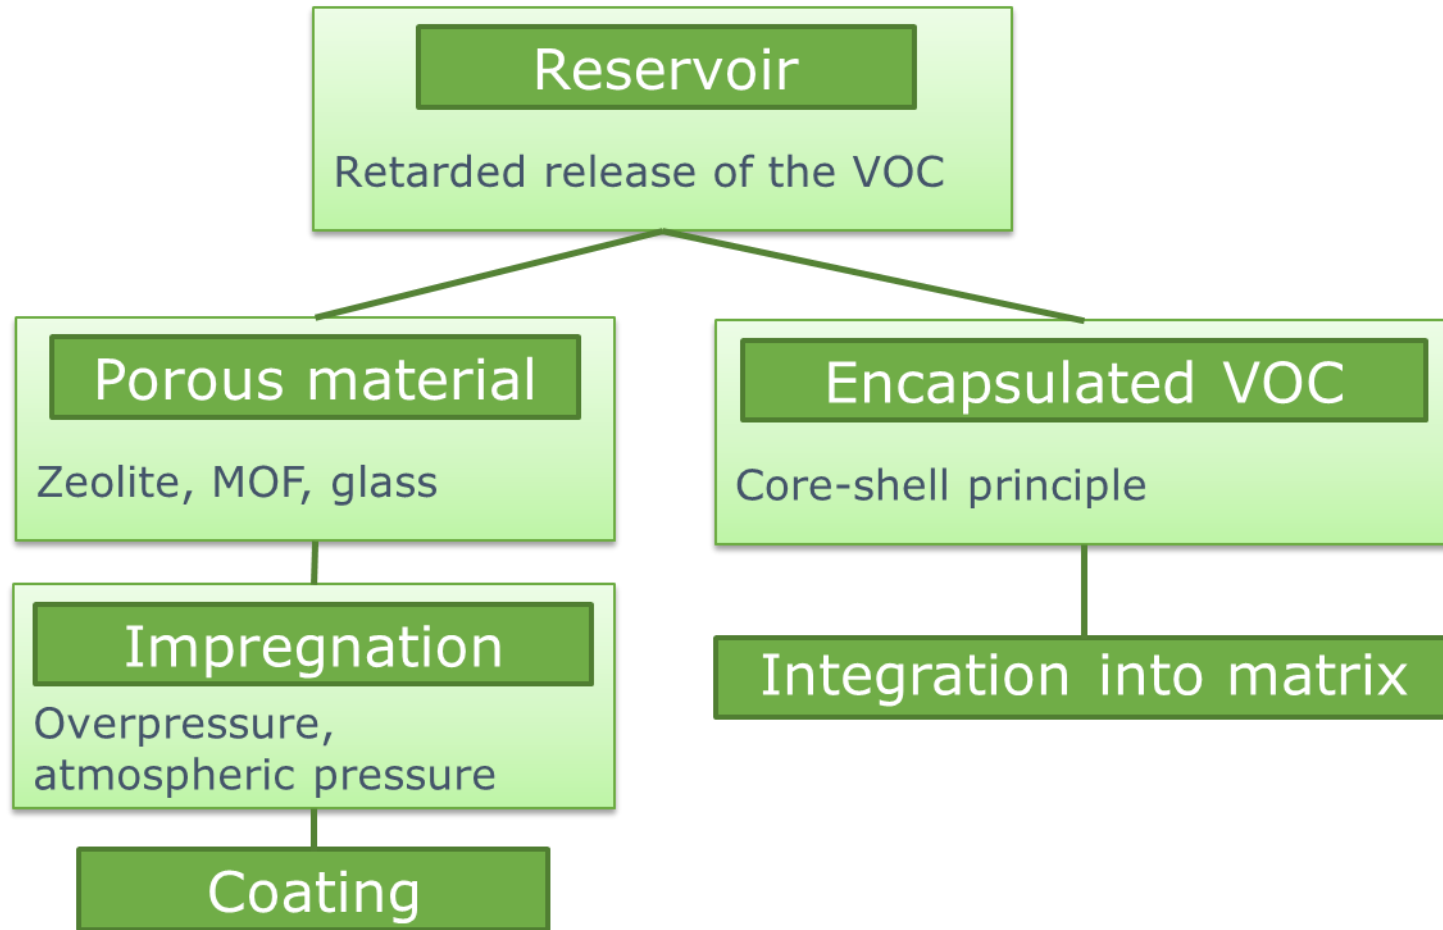 Reservoir
Retarded release of the VOC
Porous material
Zeolite, MOF, glass
Encapsulated VOC
Core-shell principle
Impregnation
Overpressure,
atmospheric pressure
Integration into matrix
Coating